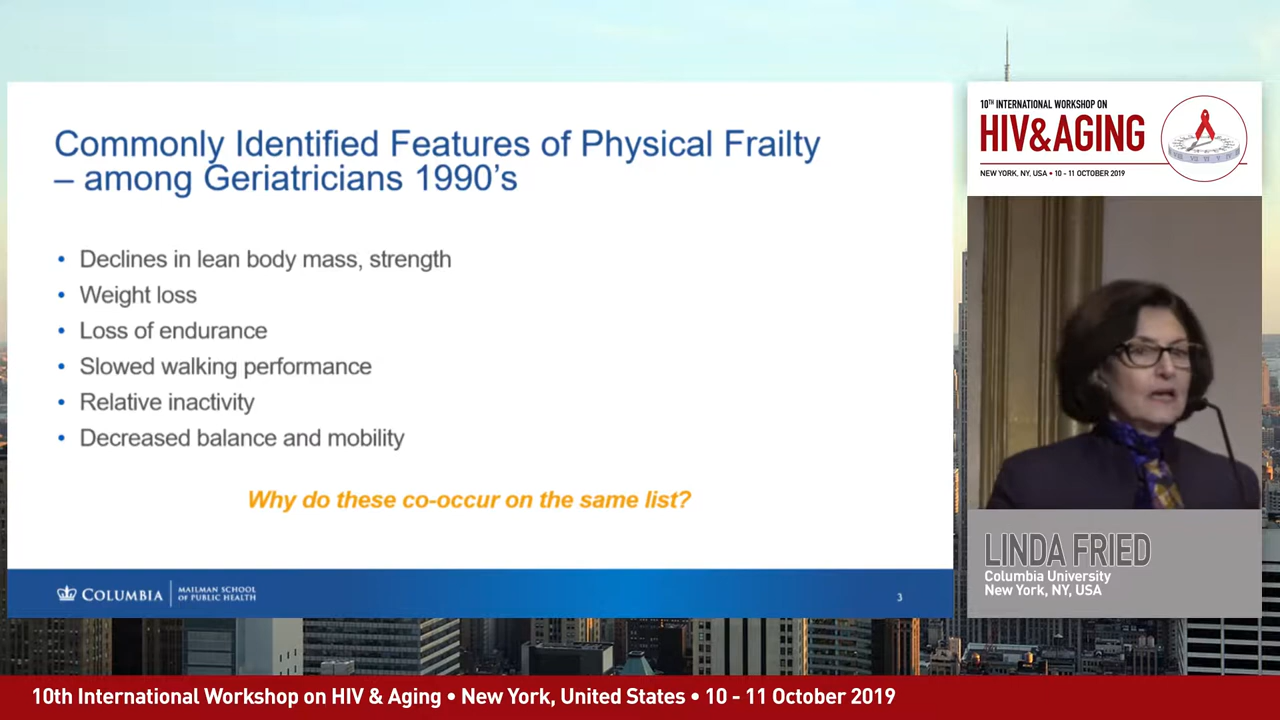 Commonly Identified Features of Physical Frailty
– among Geriatricians 1990's
• Declines in lean body mass, strength
• Weight loss
• Loss of endurance
• Slowed walking performance
• Relative inactivity
• Decreased balance and mobility
Why do these co-occur on the same list?
COLUMBIA
MAILMAN SCHOOL
OF PUBLIC HEALTH
3
10TH INTERNATIONAL WORKSHOP ON
HIV&AGING
NEW YORK, NY, USA • 10 - 11 OCTOBER 2019
LINDA FRIED
Columbia University
New York, NY, USA
10th International Workshop on HIV & Aging • New York, United States • 10 - 11 October 2019